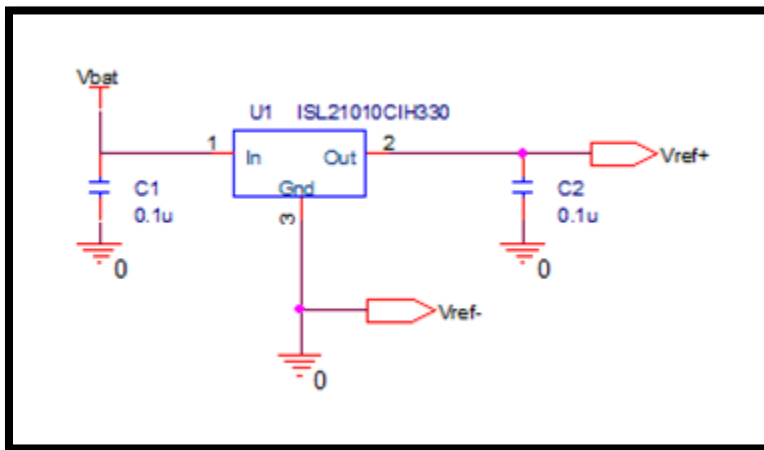 Vbat
U1 ISL21010CIH330
1
In
Out
2
Vref+
C1
0.1u
Gnd
3
C2
0.1u
0
0
Vref-
0